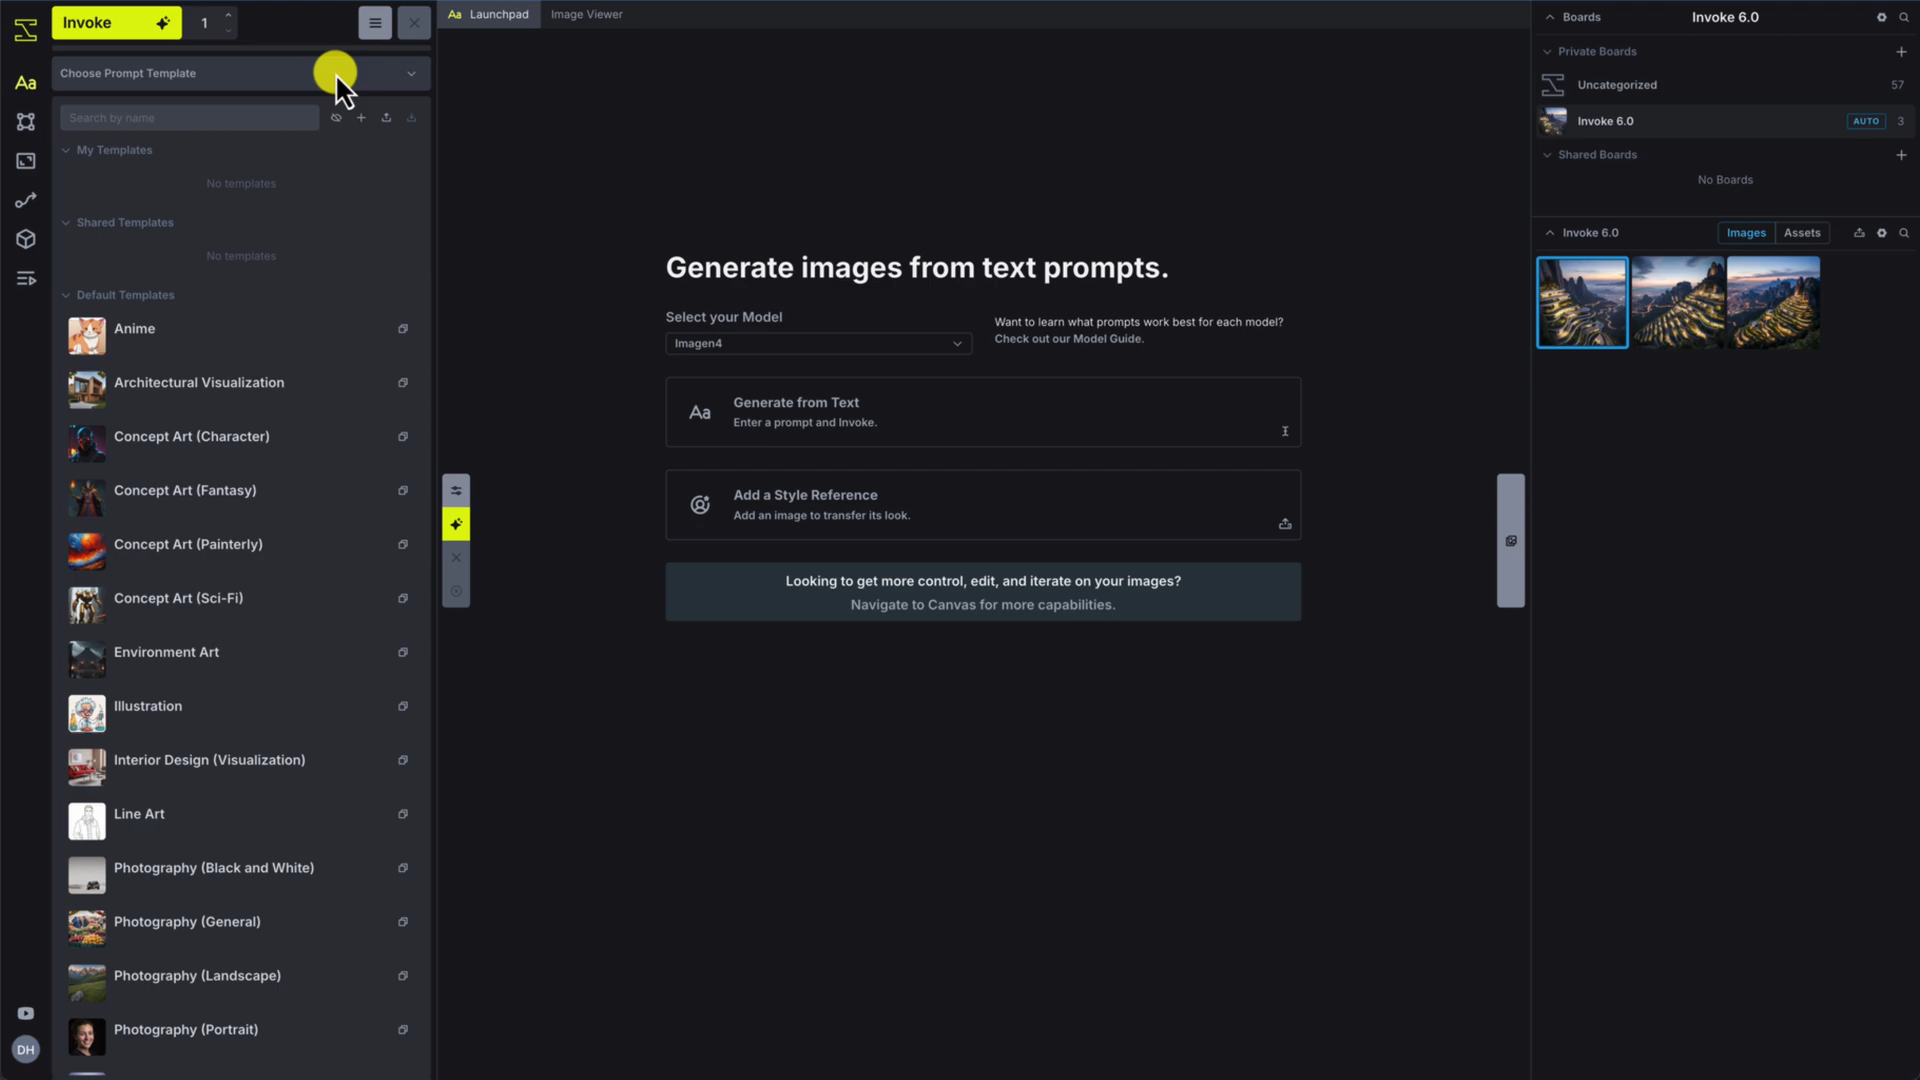 Invoke
1
Aa Launchpad
Image Viewer
Boards
Invoke 6.0
Choose Prompt Template
Private Boards
Aa
Uncategorized
57
Search by name
Invoke 6.0
AUTO
3
My Templates
Shared Boards
No templates
No Boards
Shared Templates
Invoke 6.0
Images
Assets
No templates
Generate images from text prompts.
Default Templates
Select your Model
Want to learn what prompts work best for each model?
Check out our Model Guide.
Imagen4
Anime
Architectural Visualization
Aa
Generate from Text
Enter a prompt and Invoke.
Concept Art (Character)
Concept Art (Fantasy)
Add a Style Reference
Add an image to transfer its look.
Concept Art (Painterly)
Looking to get more control, edit, and iterate on your images?
Navigate to Canvas for more capabilities.
Concept Art (Sci-Fi)
Environment Art
Illustration
Interior Design (Visualization)
Line Art
Photography (Black and White)
Photography (General)
Photography (Landscape)
Photography (Portrait)
DH